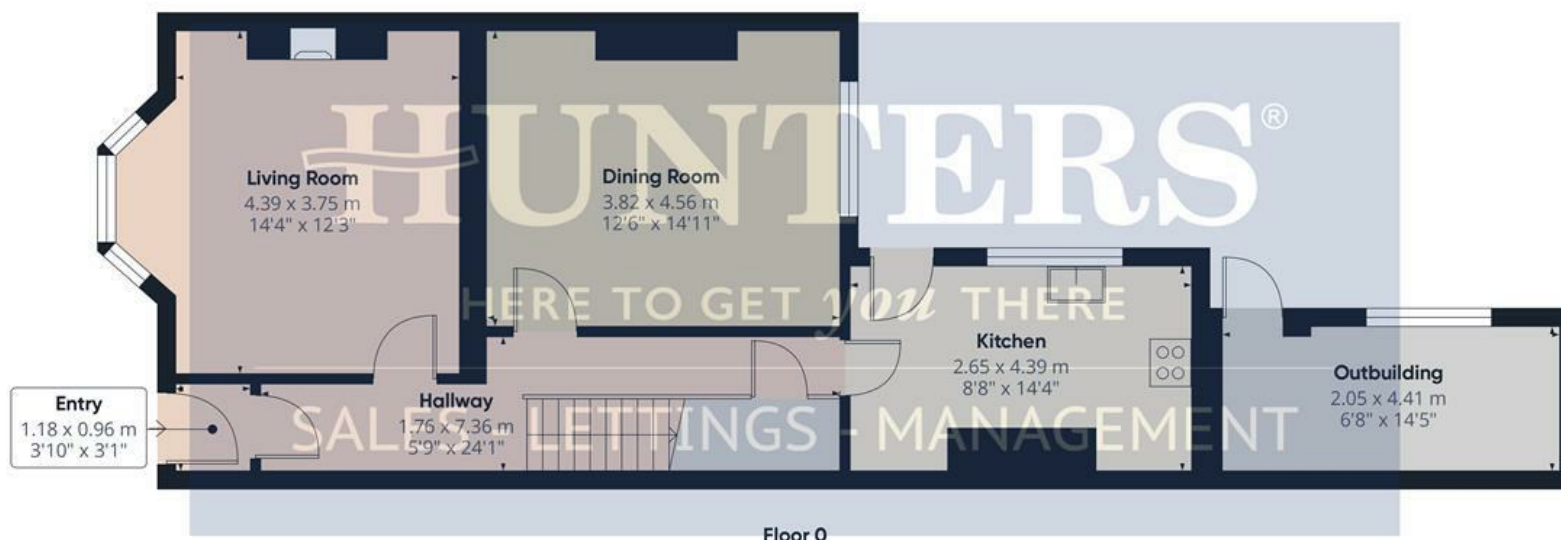 HUNTERS®
HERE TO GET you THERE
SALES - LETTINGS - MANAGEMENT
Living Room
4.39 x 3.75 m
14'4" x 12'3"
Dining Room
3.82 x 4.56 m
12'6" x 14'11"
Kitchen
2.65 x 4.39 m
8'8" x 14'4"
Outbuilding
2.05 x 4.41 m
6'8" x 14'5"
Entry
1.18 x 0.96 m
3'10" x 3'1"
Hallway
1.76 x 7.36 m
5'9" x 24'1"
Floor 0